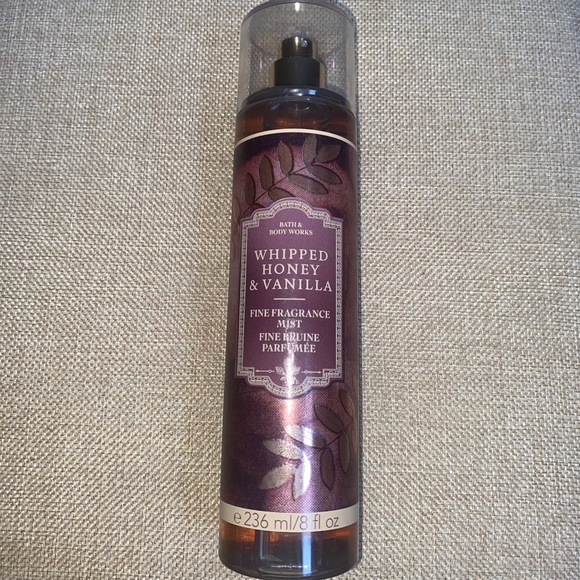 BATH &
BODY WORKS
WHIPPED
HONEY
& VANILLA
FINE FRAGRANCE
MIST
FINE BRUINE
PARFUMÉE
℮ 236 ml/8 fl oz